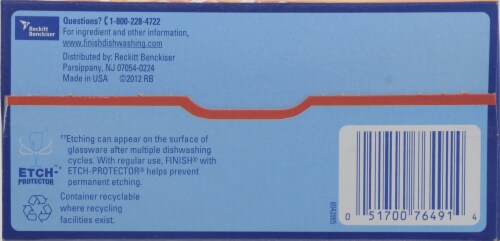 Reckitt
Benckiser
Questions? 1-800-228-4722
For ingredient and other information,
www.finishdishwashing.com
Distributed by: Reckitt Benckiser
Parsippany, NJ 07054-0224
Made in USA ©2012 RB
ETCH-
PROTECTOR
††Etching can appear on the surface of
glassware after multiple dishwashing
cycles. With regular use, FINISH® with
ETCH-PROTECTOR® helps prevent
permanent etching.
Container recyclable
where recycling
facilities exist.
0 51700 76491 4